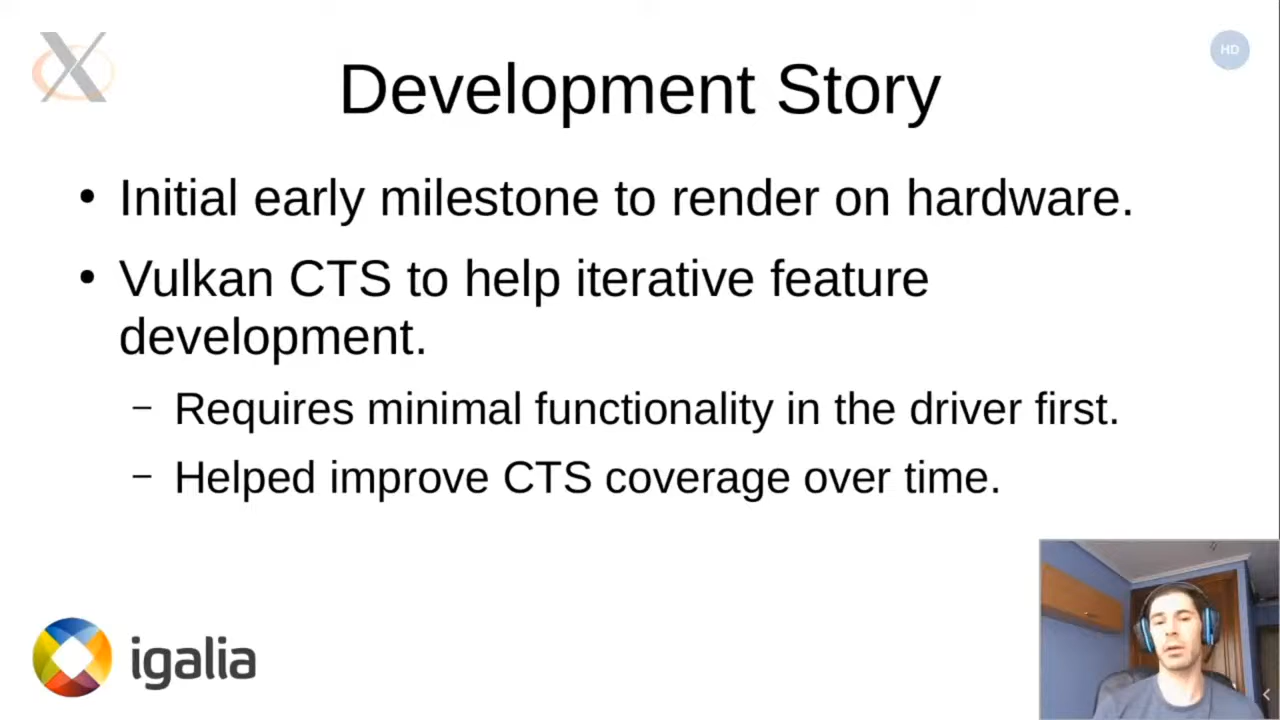 HD
Development Story
• Initial early milestone to render on hardware.
• Vulkan CTS to help iterative feature
development.
– Requires minimal functionality in the driver first.
– Helped improve CTS coverage over time.
igalia